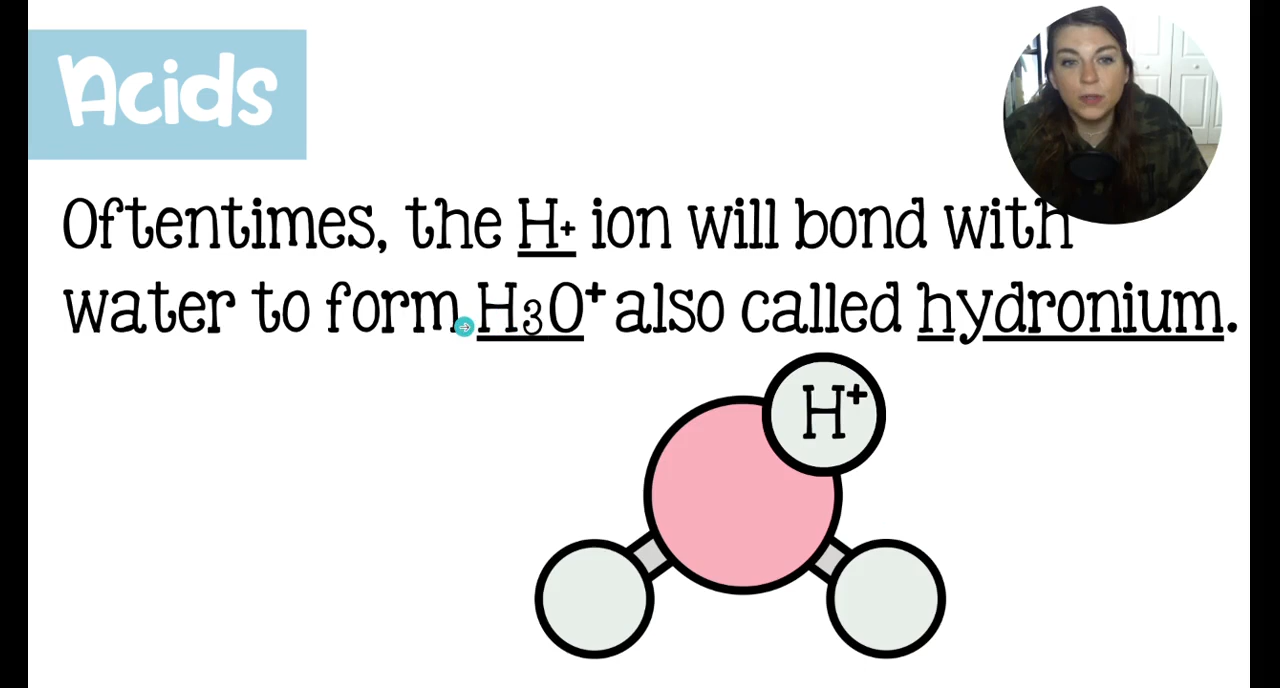 Acids
Oftentimes, the H+ ion will bond with
water to form H3O+ also called hydronium.
H+